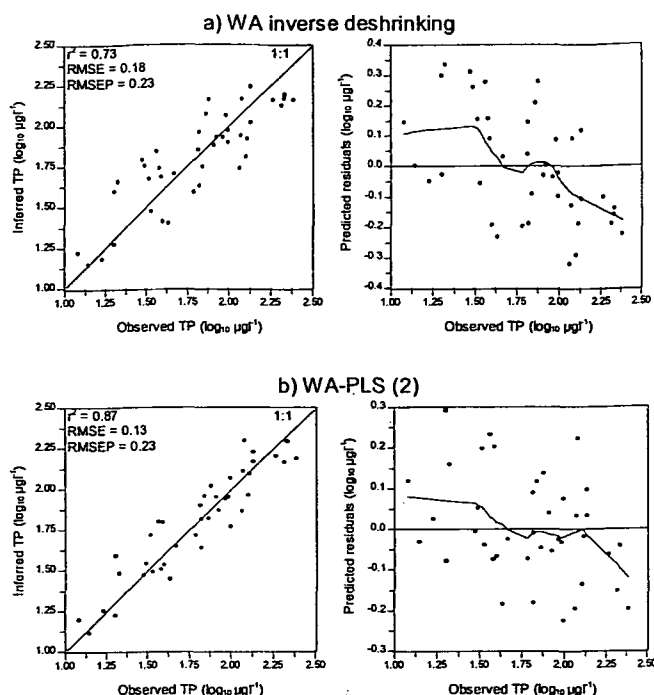 a) WA inverse deshrinking
r² = 0.73
RMSE = 0.18
RMSEP = 0.23
1:1
2.50
2.25
2.00
1.75
1.50
1.25
1.00
Inferred TP (log₁₀ µgl⁻¹)
1.00 1.25 1.50 1.75 2.00 2.25 2.50
Observed TP (log₁₀ µgl⁻¹)
0.4
0.3
0.2
0.1
0.0
-0.1
-0.2
-0.3
-0.4
Predicted residuals (log₁₀ µgl⁻¹)
1.00 1.25 1.50 1.75 2.00 2.25 2.50
Observed TP (log₁₀ µgl⁻¹)
b) WA-PLS (2)
r² = 0.87
RMSE = 0.13
RMSEP = 0.23
1:1
2.50
2.25
2.00
1.75
1.50
1.25
1.00
Inferred TP (log₁₀ µgl⁻¹)
1.00 1.25 1.50 1.75 2.00 2.25 2.50
Observed TP (log₁₀ µgl⁻¹)
0.3
0.2
0.1
0.0
-0.1
-0.2
-0.3
Predicted residuals (log₁₀ µgl⁻¹)
1.00 1.25 1.50 1.75 2.00 2.25 2.50
Observed TP (log₁₀ µgl⁻¹)